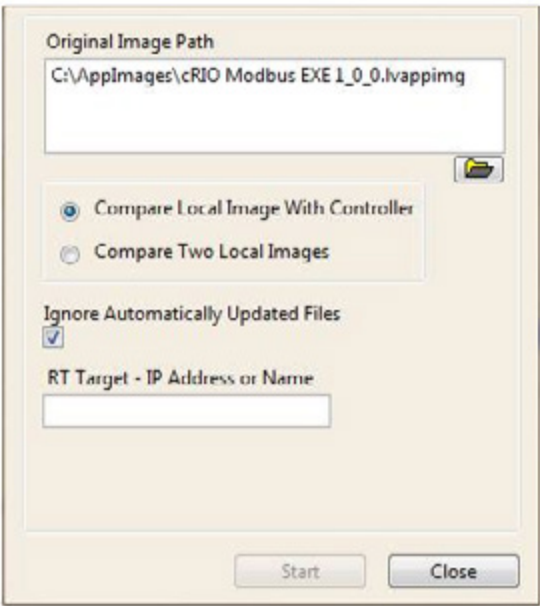 Original Image Path
C:\AppImages\cRIO Modbus EXE 1_0_0.lvappimg
Compare Local Image With Controller
Compare Two Local Images
Ignore Automatically Updated Files
RT Target - IP Address or Name
Start
Close